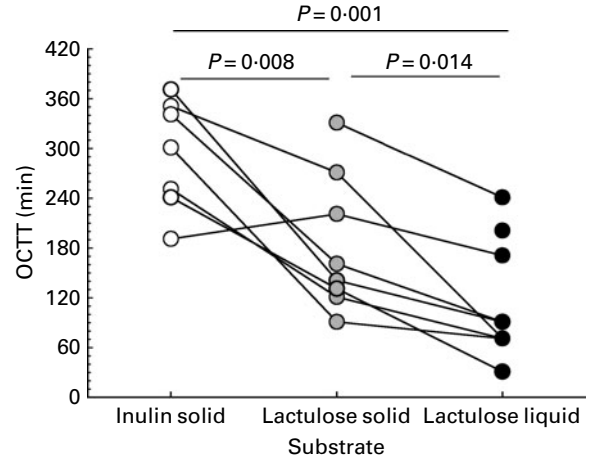 P = 0·001
P = 0·008
P = 0·014
420
360
300
240
180
120
60
0
OCTT (min)
Inulin solid
Lactulose solid
Lactulose liquid
Substrate